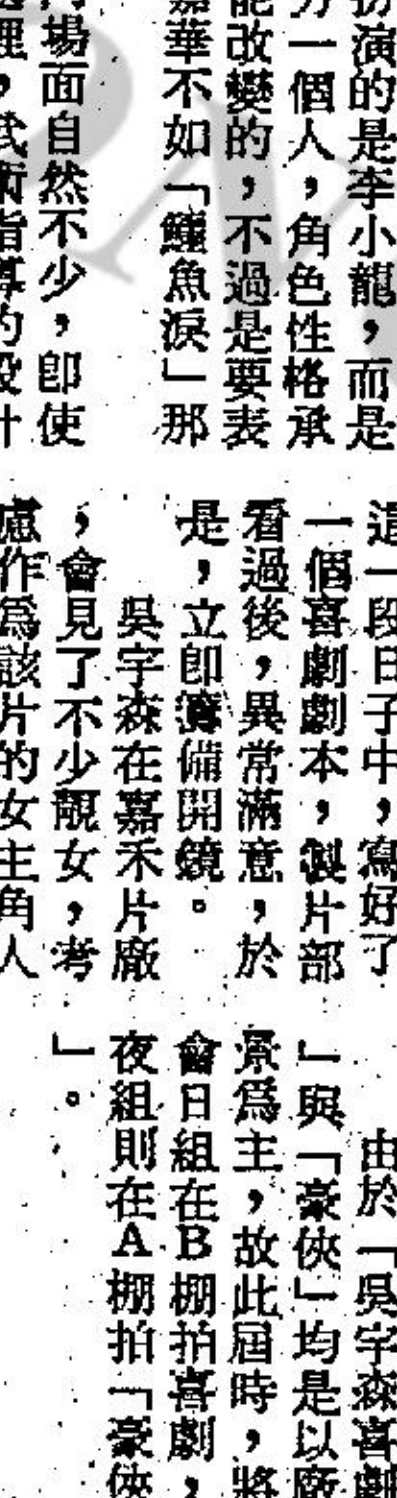 扮演的是李小龍，而是
另一個人，角色性格承
能改變的，不過是要表
嘉華不如「鱷魚淚」那
場面自然不少，即使
武術指導的設計
這一段日子中，寫好了
一個喜劇劇本，製片部
看過後，異常滿意，於
是，立即籌備開鏡。
吳宇森在嘉禾片廠
，會見了不少靚女，考
慮作爲該片的女主角人
由於「吳宇森喜劇
」與「豪俠」均是以廠
景爲主，故此屆時，將
會日組在B棚拍喜劇，
夜組則在A棚拍「豪俠
」。